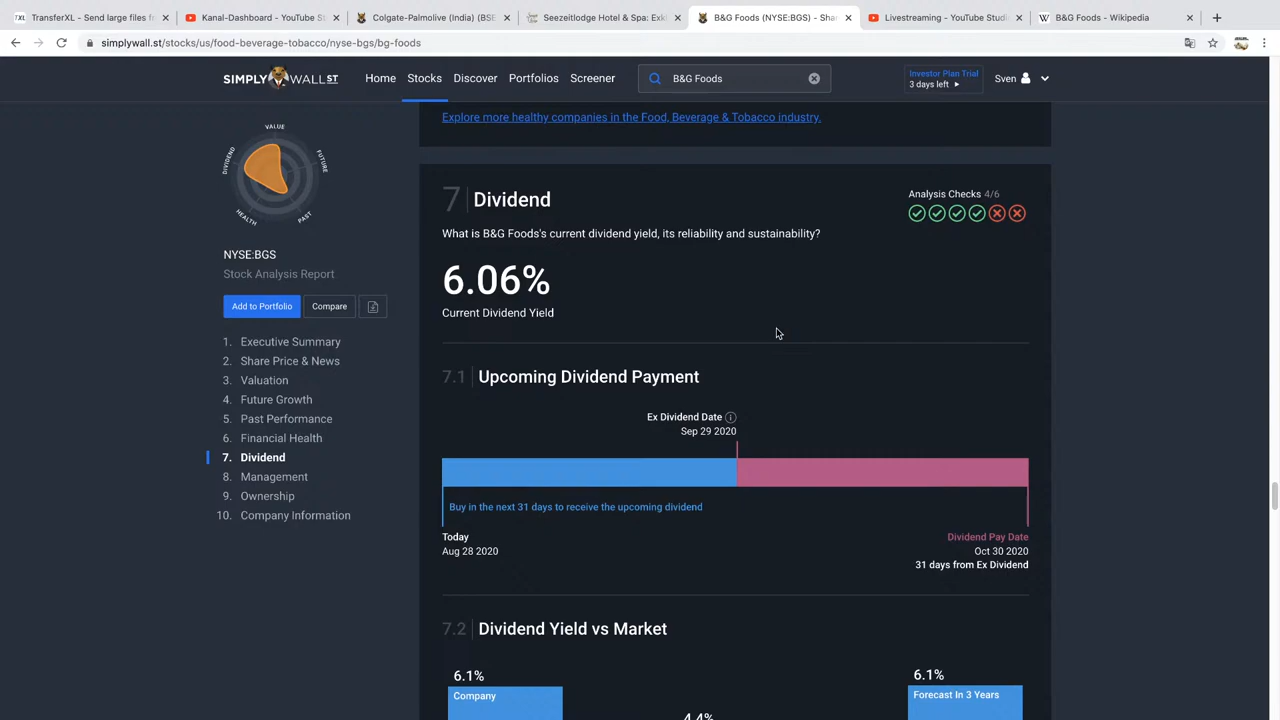 TransferXL - Send large files f
Kanal-Dashboard - YouTube St
Colgate-Palmolive (India) (BSE
Seezeitlodge Hotel & Spa: Exk
B&G Foods (NYSE:BGS) - Shar
Livestreaming - YouTube Studi
B&G Foods - Wikipedia
simplywall.st/stocks/us/food-beverage-tobacco/nyse-bgs/bg-foods
SIMPLY WALL ST
Home
Stocks
Discover
Portfolios
Screener
B&G Foods
Investor Plan Trial
3 days left
Sven
Explore more healthy companies in the Food, Beverage & Tobacco industry.
VALUE
FUTURE
PAST
HEALTH
DIVIDEND
NYSE:BGS
Stock Analysis Report
Add to Portfolio
Compare
1. Executive Summary
2. Share Price & News
3. Valuation
4. Future Growth
5. Past Performance
6. Financial Health
7. Dividend
8. Management
9. Ownership
10. Company Information
7 Dividend
Analysis Checks 4/6
What is B&G Foods's current dividend yield, its reliability and sustainability?
6.06%
Current Dividend Yield
7.1 Upcoming Dividend Payment
Ex Dividend Date
Sep 29 2020
Buy in the next 31 days to receive the upcoming dividend
Today
Aug 28 2020
Dividend Pay Date
Oct 30 2020
31 days from Ex Dividend
7.2 Dividend Yield vs Market
6.1%
Company
4.4%
6.1%
Forecast In 3 Years